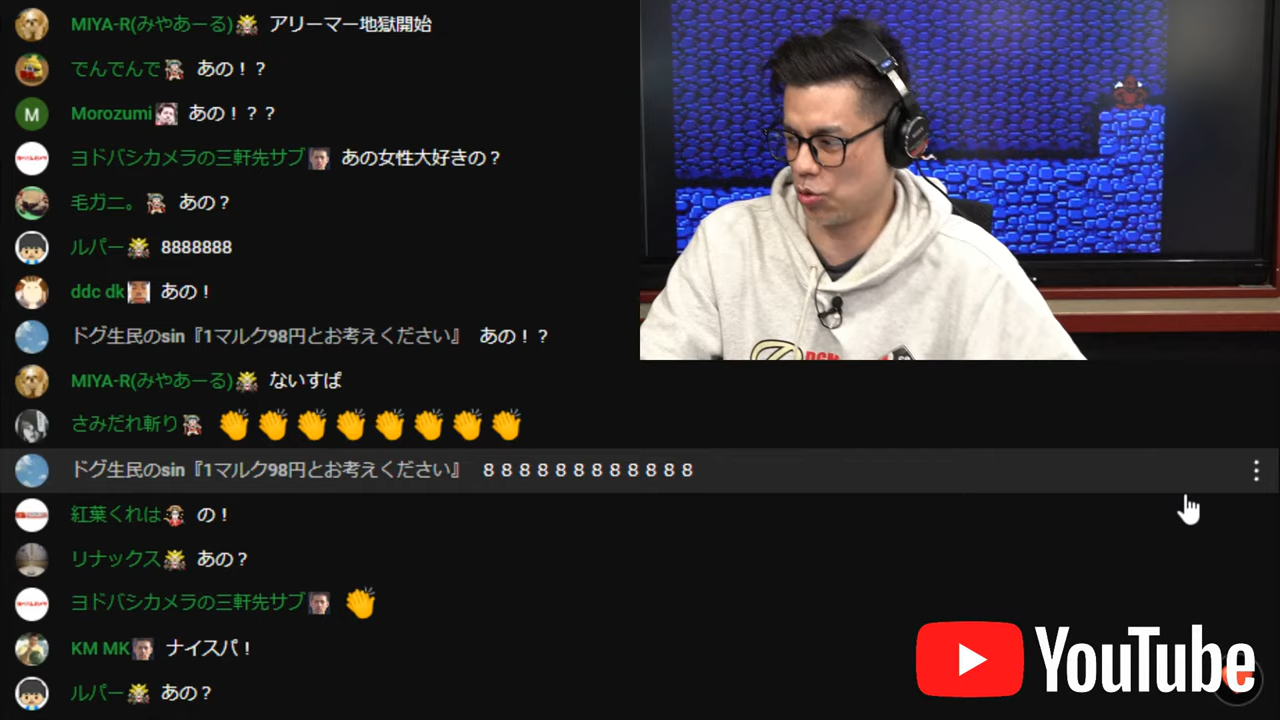 MIYA-R(みやあーる) アリーマー地獄開始
でんでんで あの！？
M Morozumi あの！？？
ヨドバシカメラの三軒先サブ あの女性大好きの？
毛ガニ。 あの？
ルパー 8888888
ddc dk あの！
ドグ生民のsin『1マルク98円とお考えください』 あの！？
MIYA-R(みやあーる) ないすぱ
さみだれ斬り
ドグ生民のsin『1マルク98円とお考えください』 ８８８８８８８８８８８８
紅葉くれは の！
リナックス あの？
ヨドバシカメラの三軒先サブ
KM MK ナイスパ！
ルパー あの？
YouTube